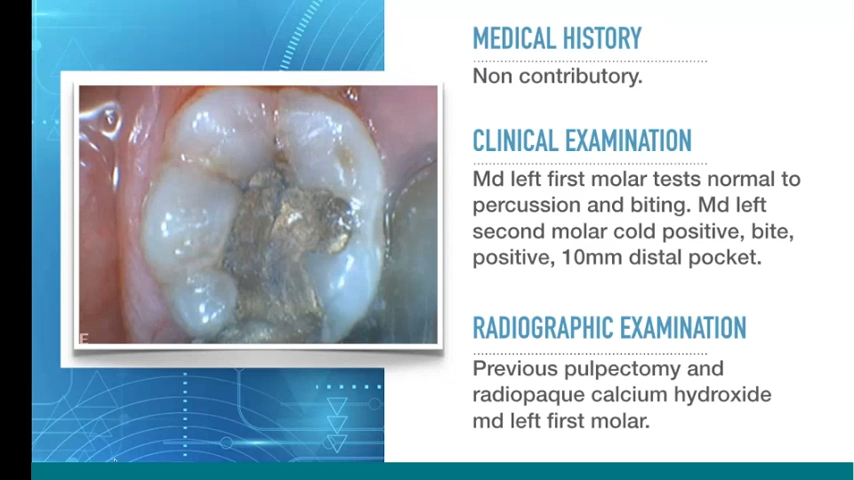 MEDICAL HISTORY
Non contributory.
CLINICAL EXAMINATION
Md left first molar tests normal to
percussion and biting. Md left
second molar cold positive, bite,
positive, 10mm distal pocket.
RADIOGRAPHIC EXAMINATION
Previous pulpectomy and
radiopaque calcium hydroxide
md left first molar.